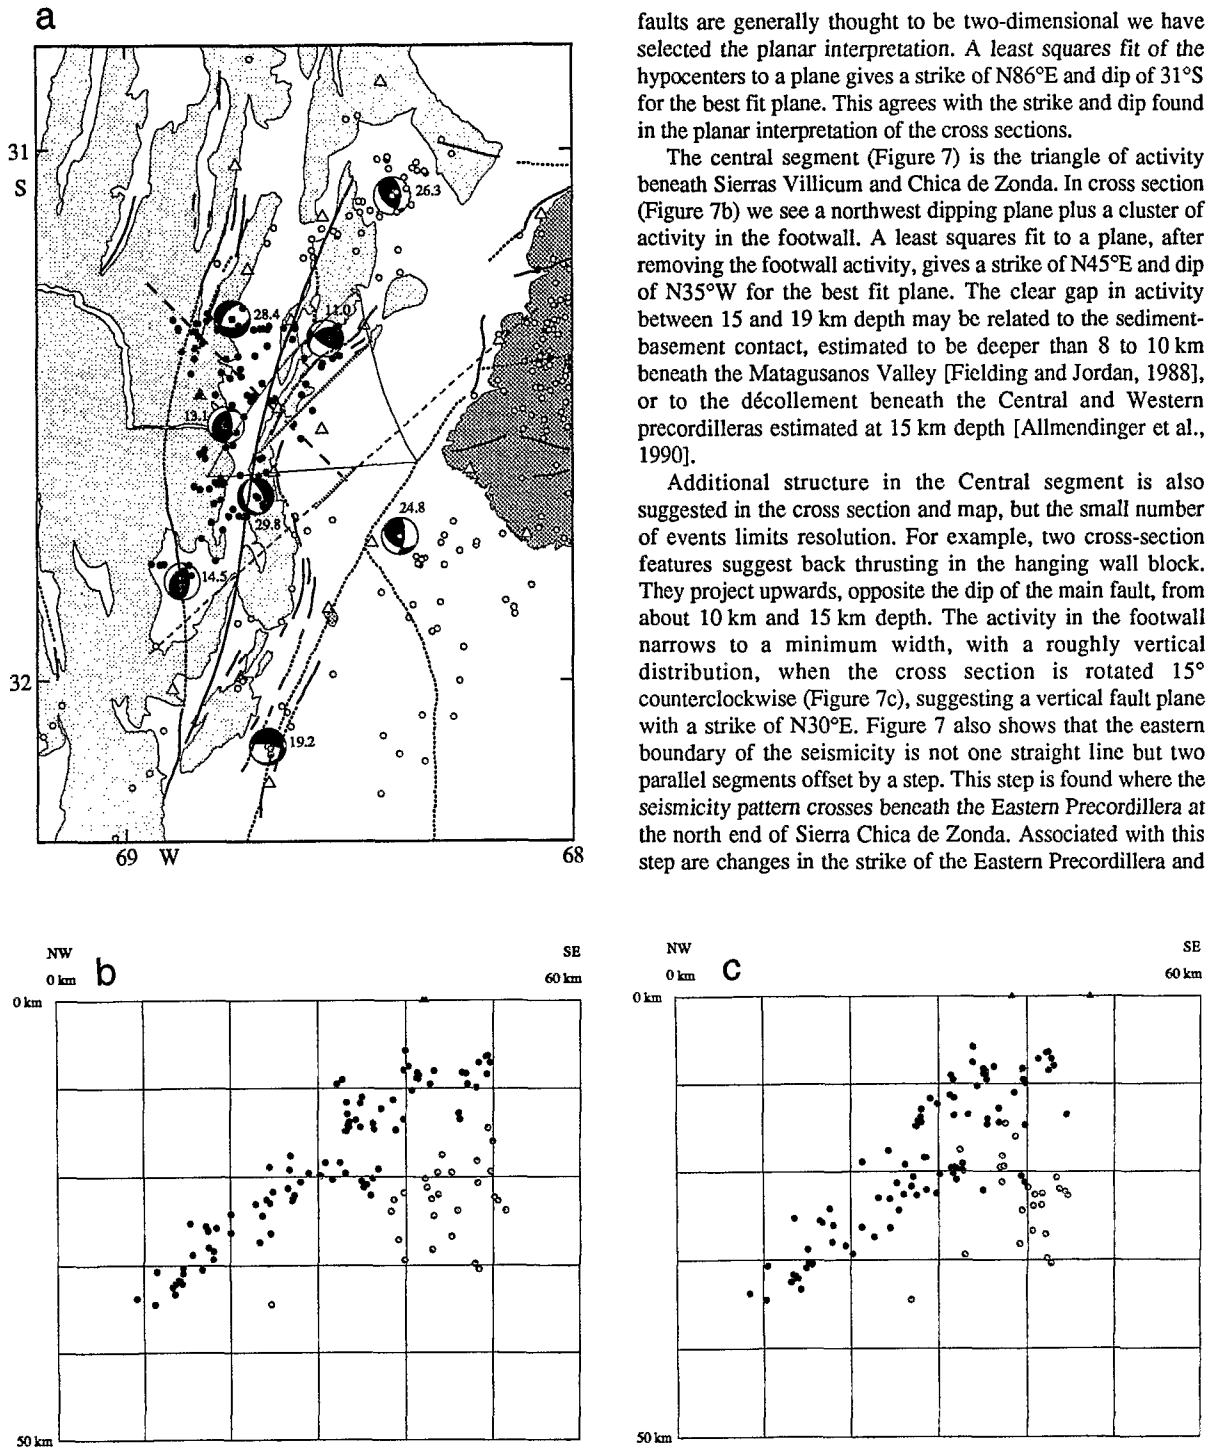 a
31
S
26.3
28.4
11.0
13.1
29.8
24.8
14.5
32
19.2
69 W
68
faults are generally thought to be two-dimensional we have
selected the planar interpretation. A least squares fit of the
hypocenters to a plane gives a strike of N86°E and dip of 31°S
for the best fit plane. This agrees with the strike and dip found
in the planar interpretation of the cross sections.
The central segment (Figure 7) is the triangle of activity
beneath Sierras Villicum and Chica de Zonda. In cross section
(Figure 7b) we see a northwest dipping plane plus a cluster of
activity in the footwall. A least squares fit to a plane, after
removing the footwall activity, gives a strike of N45°E and dip
of N35°W for the best fit plane. The clear gap in activity
between 15 and 19 km depth may be related to the sediment-
basement contact, estimated to be deeper than 8 to 10 km
beneath the Matagusanos Valley [Fielding and Jordan, 1988],
or to the décollement beneath the Central and Western
precordilleras estimated at 15 km depth [Allmendinger et al.,
1990].
Additional structure in the Central segment is also
suggested in the cross section and map, but the small number
of events limits resolution. For example, two cross-section
features suggest back thrusting in the hanging wall block.
They project upwards, opposite the dip of the main fault, from
about 10 km and 15 km depth. The activity in the footwall
narrows to a minimum width, with a roughly vertical
distribution, when the cross section is rotated 15°
counterclockwise (Figure 7c), suggesting a vertical fault plane
with a strike of N30°E. Figure 7 also shows that the eastern
boundary of the seismicity is not one straight line but two
parallel segments offset by a step. This step is found where the
seismicity pattern crosses beneath the Eastern Precordillera at
the north end of Sierra Chica de Zonda. Associated with this
step are changes in the strike of the Eastern Precordillera and
NW b SE
0 km 60 km
0 km
50 km
NW c SE
0 km 60 km
0 km
50 km